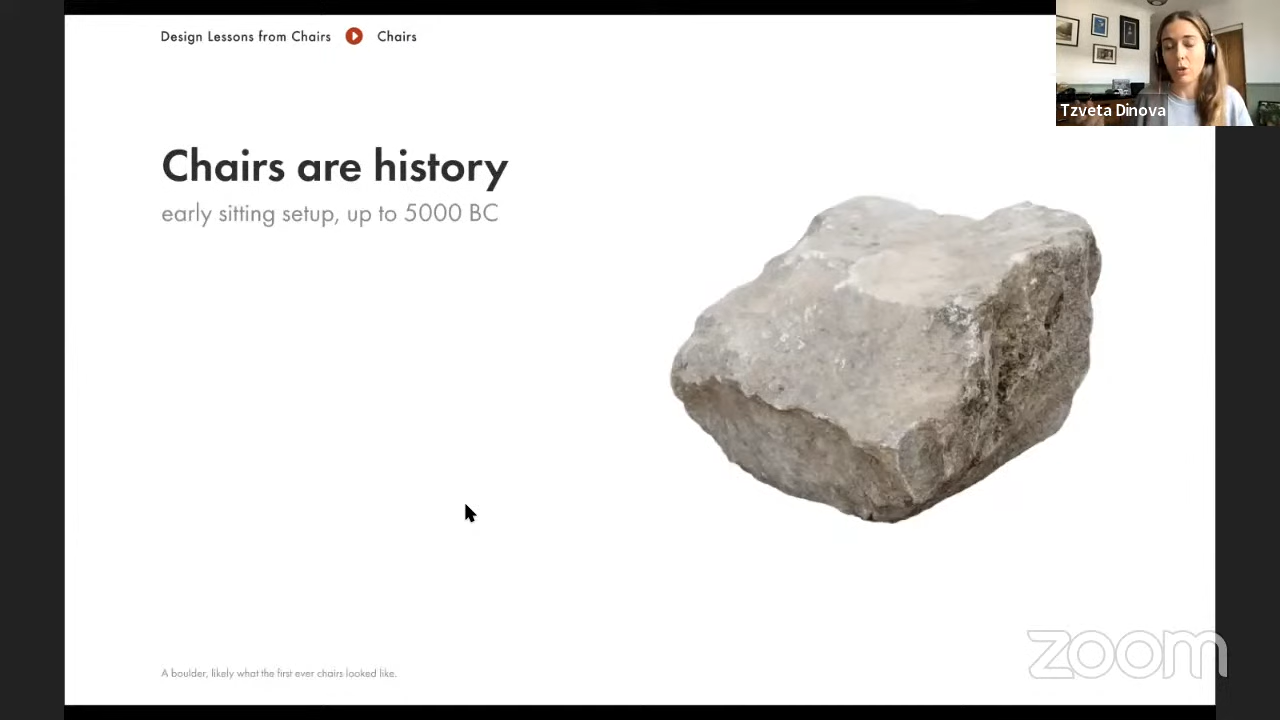 Design Lessons from Chairs Chairs
Tzveta Dinova
Chairs are history
early sitting setup, up to 5000 BC
A boulder, likely what the first ever chairs looked like.
zoom